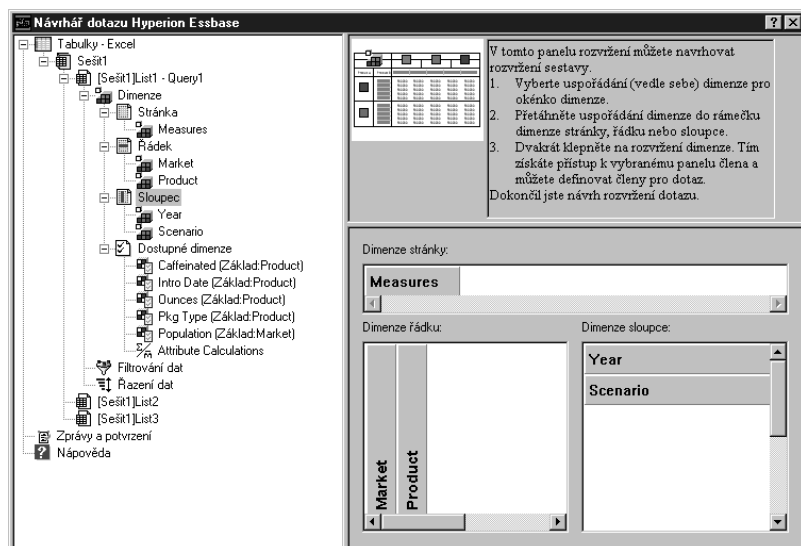 Návrhář dotazu Hyperion Essbase
Tabulky - Excel
Sešit1
[Sešit1]List1 - Query1
Dimenze
Stránka
Measures
Řádek
Market
Product
Sloupec
Year
Scenario
Dostupné dimenze
Caffeinated (Základ:Product)
Intro Date (Základ:Product)
Ounces (Základ:Product)
Pkg Type (Základ:Product)
Population (Základ:Market)
Attribute Calculations
Filtrování dat
Řazení dat
[Sešit1]List2
[Sešit1]List3
Zprávy a potvrzení
Nápověda
V tomto panelu rozvržení můžete navrhovat
rozvržení sestavy.
1. Vyberte uspořádání (vedle sebe) dimenze pro
okénko dimenze.
2. Přetáhněte uspořádání dimenze do rámečku
dimenze stránky, řádku nebo sloupce.
3. Dvakrát klepněte na rozvržení dimenze. Tím
získáte přístup k vybranému panelu člena a
můžete definovat členy pro dotaz.
Dokončil jste návrh rozvržení dotazu.
Dimenze stránky:
Measures
Dimenze řádku:
Market
Product
Dimenze sloupce:
Year
Scenario